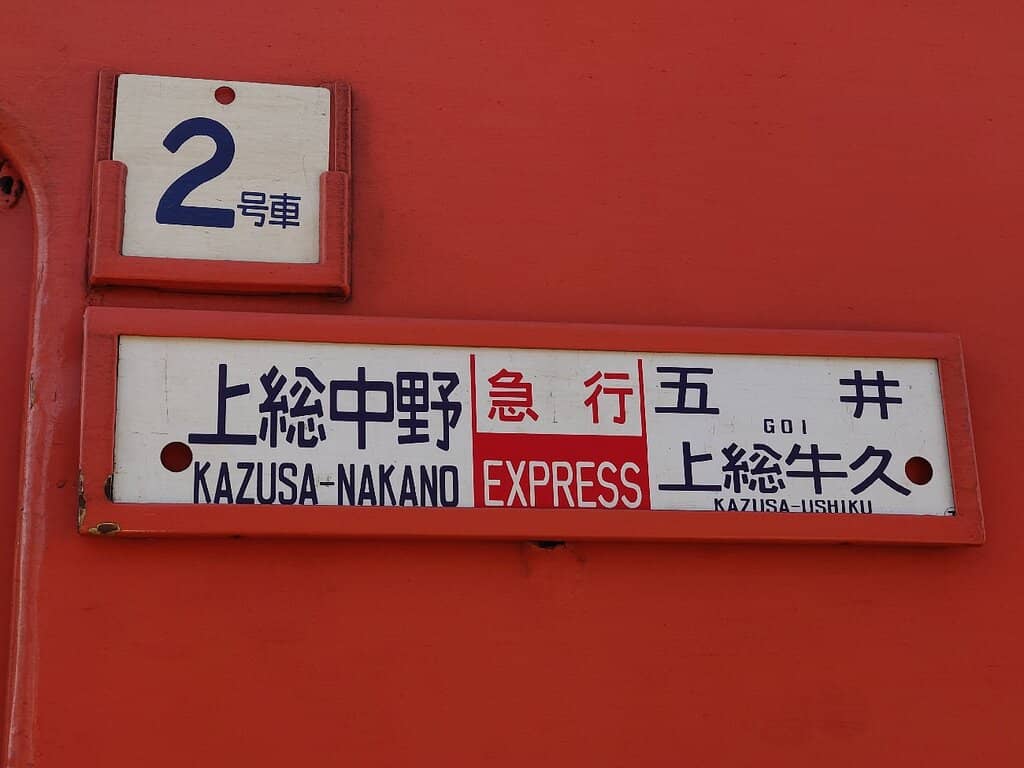 2号車
上総中野
KAZUSA-NAKANO
急 行
EXPRESS
五 井
GOI
上総牛久
KAZUSA-USHIKU